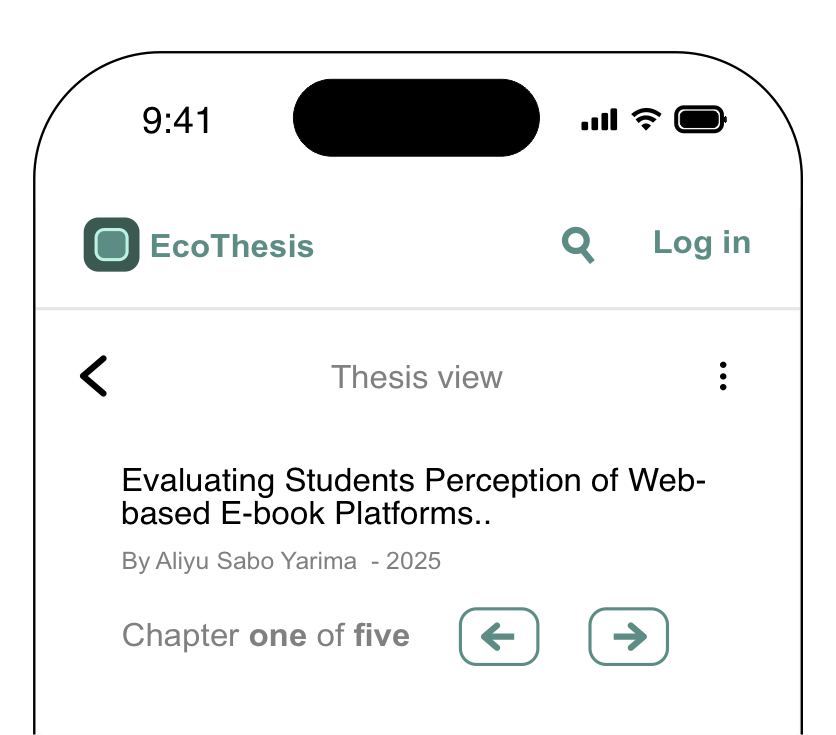 9:41
EcoThesis
Log in
Thesis view
Evaluating Students Perception of Web-
based E-book Platforms..
By Aliyu Sabo Yarima - 2025
Chapter one of five